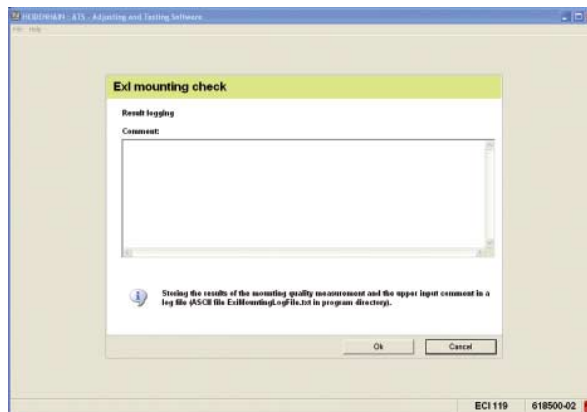 HEIDENHAIN : ATS - Adjusting and Testing Software
File Help
ExI mounting check
Result logging
Comment:
Storing the results of the mounting quality measurement and the upper input comment in a
log file (ASCII file ExiMountingLogFile.txt in program directory).
Ok Cancel
ECI 119 618500-02